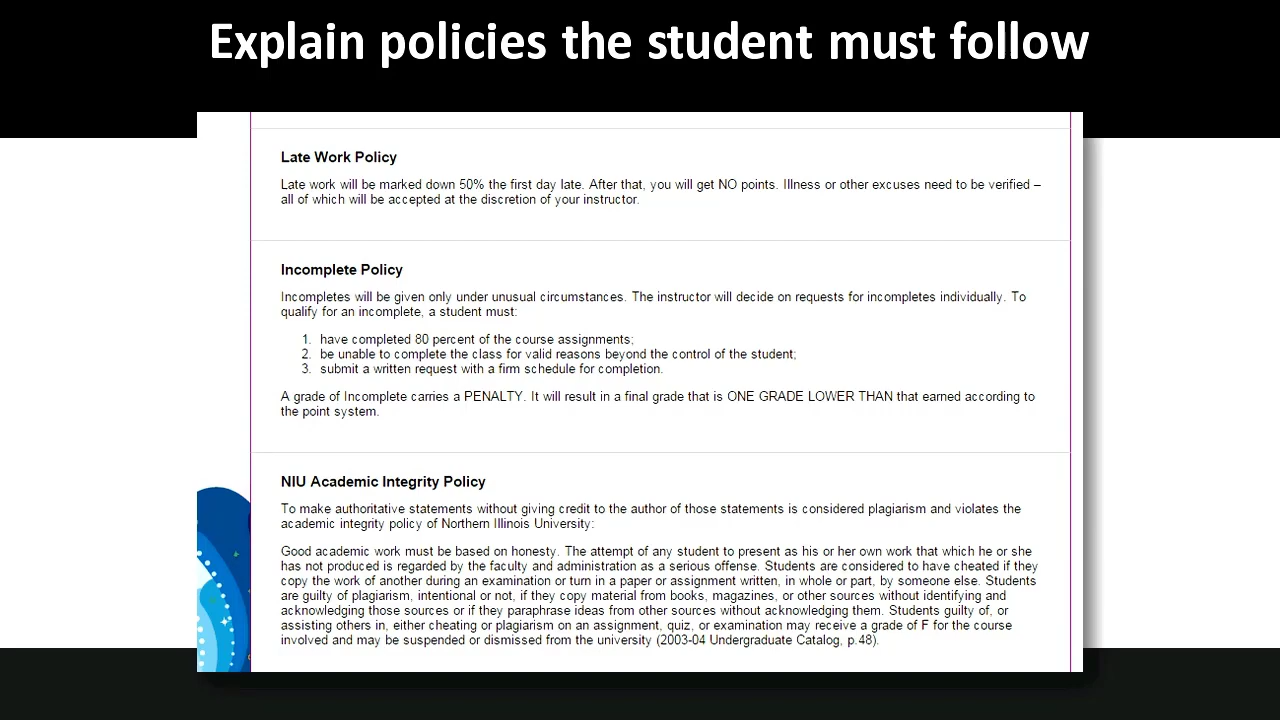 Explain policies the student must follow
Late Work Policy
Late work will be marked down 50% the first day late. After that, you will get NO points. Illness or other excuses need to be verified –
all of which will be accepted at the discretion of your instructor.
Incomplete Policy
Incompletes will be given only under unusual circumstances. The instructor will decide on requests for incompletes individually. To
qualify for an incomplete, a student must:
1. have completed 80 percent of the course assignments;
2. be unable to complete the class for valid reasons beyond the control of the student;
3. submit a written request with a firm schedule for completion.
A grade of Incomplete carries a PENALTY. It will result in a final grade that is ONE GRADE LOWER THAN that earned according to
the point system.
NIU Academic Integrity Policy
To make authoritative statements without giving credit to the author of those statements is considered plagiarism and violates the
academic integrity policy of Northern Illinois University:
Good academic work must be based on honesty. The attempt of any student to present as his or her own work that which he or she
has not produced is regarded by the faculty and administration as a serious offense. Students are considered to have cheated if they
copy the work of another during an examination or turn in a paper or assignment written, in whole or part, by someone else. Students
are guilty of plagiarism, intentional or not, if they copy material from books, magazines, or other sources without identifying and
acknowledging those sources or if they paraphrase ideas from other sources without acknowledging them. Students guilty of, or
assisting others in, either cheating or plagiarism on an assignment, quiz, or examination may receive a grade of F for the course
involved and may be suspended or dismissed from the university (2003-04 Undergraduate Catalog, p.48).